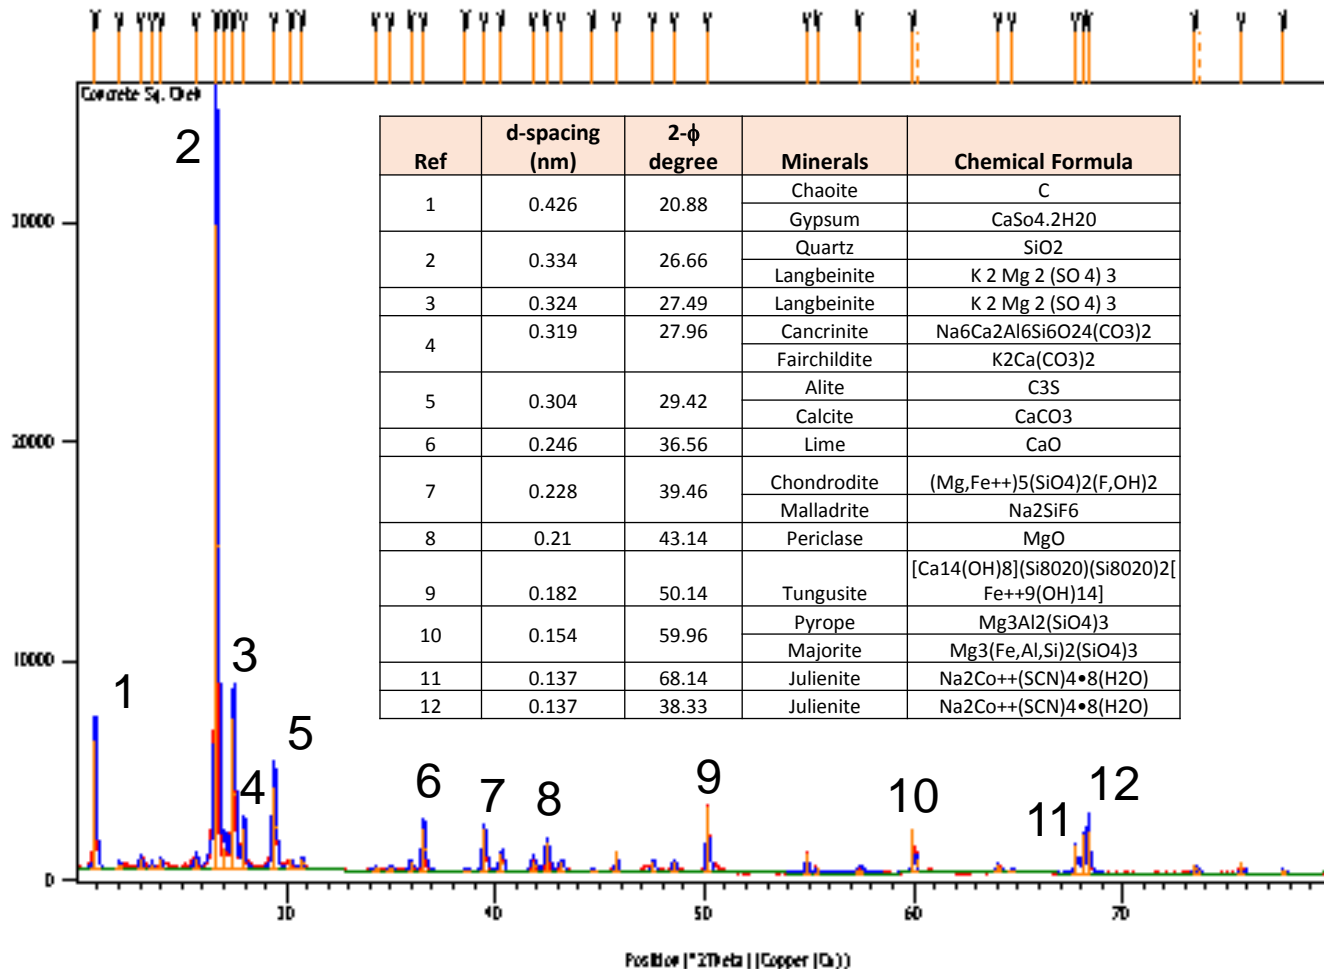 Concrete Sq. Chek
2
Ref d-spacing (nm) 2-ϕ degree Minerals Chemical Formula
1 0.426 20.88 Chaoite C
Gypsum CaSo4.2H20
2 0.334 26.66 Quartz SiO2
Langbeinite K 2 Mg 2 (SO 4) 3
3 0.324 27.49 Langbeinite K 2 Mg 2 (SO 4) 3
4 0.319 27.96 Cancrinite Na6Ca2Al6Si6O24(CO3)2
Fairchildite K2Ca(CO3)2
5 0.304 29.42 Alite C3S
Calcite CaCO3
6 0.246 36.56 Lime CaO
7 0.228 39.46 Chondrodite (Mg,Fe++)5(SiO4)2(F,OH)2
Malladrite Na2SiF6
8 0.21 43.14 Periclase MgO
9 0.182 50.14 Tungusite [Ca14(OH)8](Si8020)(Si8020)2[
Fe++9(OH)14]
10 0.154 59.96 Pyrope Mg3Al2(SiO4)3
Majorite Mg3(Fe,Al,Si)2(SiO4)3
11 0.137 68.14 Julienite Na2Co++(SCN)4•8(H2O)
12 0.137 38.33 Julienite Na2Co++(SCN)4•8(H2O)
30000
20000
10000
0
1
3
4
5
6
7
8
9
10
11
12
30 40 50 60 70
Position [°2Theta] (Copper (Cu))